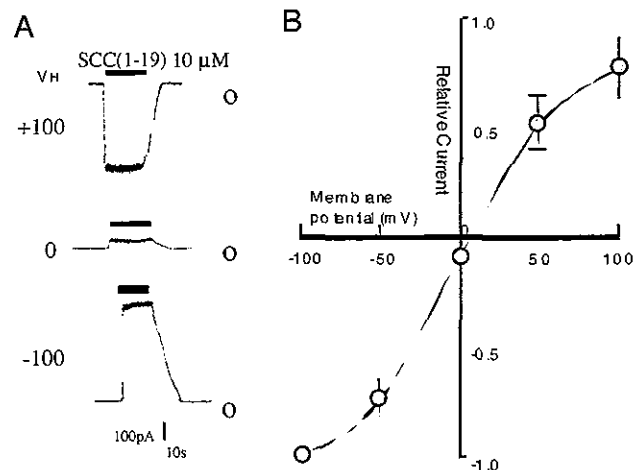 A
SCC(1-19) 10 μM
VH
+100
O
0
O
-100
O
100pA
10s
B
1.0
Relative Current
0.5
Membrane
potential (mV)
0
-100
-50
50
100
-0.5
-1.0